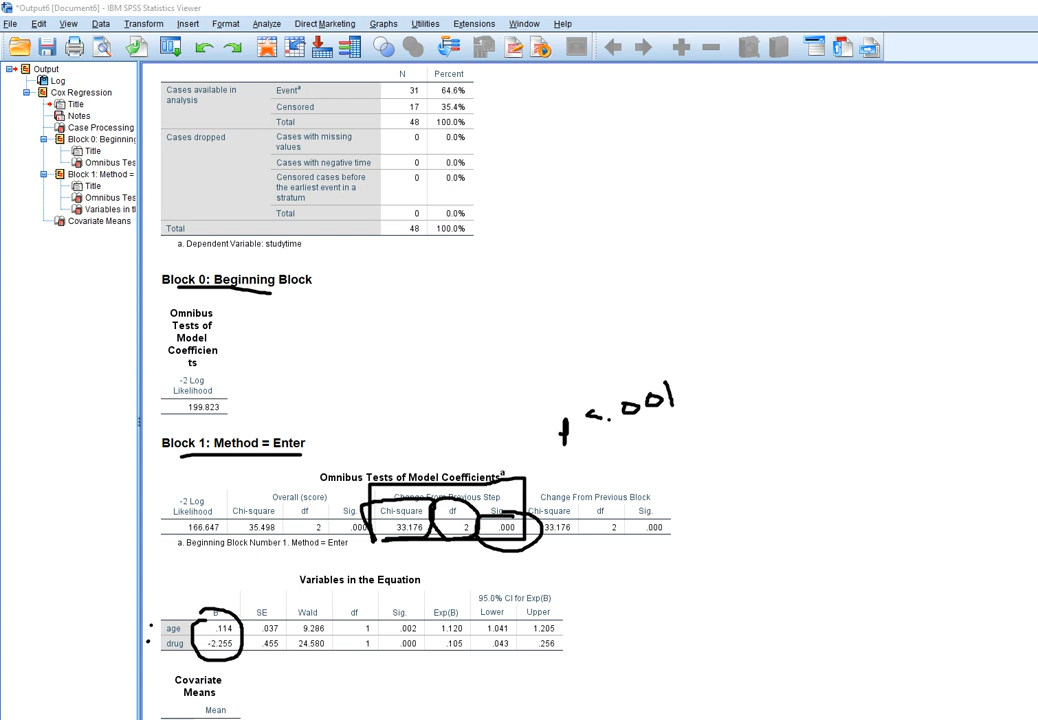 *Output6 [Document6] - IBM SPSS Statistics Viewer
File Edit View Data Transform Insert Format Analyze Direct Marketing Graphs Utilities Extensions Window Help
Output
Log
Cox Regression
Title
Notes
Case Processing
Block 0: Beginning
Title
Omnibus Tes
Block 1: Method =
Title
Omnibus Tes
Variables in t
Covariate Means
N Percent
Cases available in analysis Eventa 31 64.6%
Censored 17 35.4%
Total 48 100.0%
Cases dropped Cases with missing values 0 0.0%
Cases with negative time 0 0.0%
Censored cases before the earliest event in a stratum 0 0.0%
Total 0 0.0%
Total 48 100.0%
a. Dependent Variable: studytime
Block 0: Beginning Block
Omnibus
Tests of
Model
Coefficien
ts
-2 Log
Likelihood
199.823
p <.001
Block 1: Method = Enter
Omnibus Tests of Model Coefficientsa
-2 Log Likelihood Overall (score) Change From Previous Step Change From Previous Block
Chi-square df Sig. Chi-square df Sig. Chi-square df Sig.
166.647 35.498 2 .000 33.176 2 .000 33.176 2 .000
a. Beginning Block Number 1. Method = Enter
Variables in the Equation
95.0% CI for Exp(B)
B SE Wald df Sig. Exp(B) Lower Upper
age .114 .037 9.286 1 .002 1.120 1.041 1.205
drug -2.255 .455 24.580 1 .000 .105 .043 .256
Covariate
Means
Mean